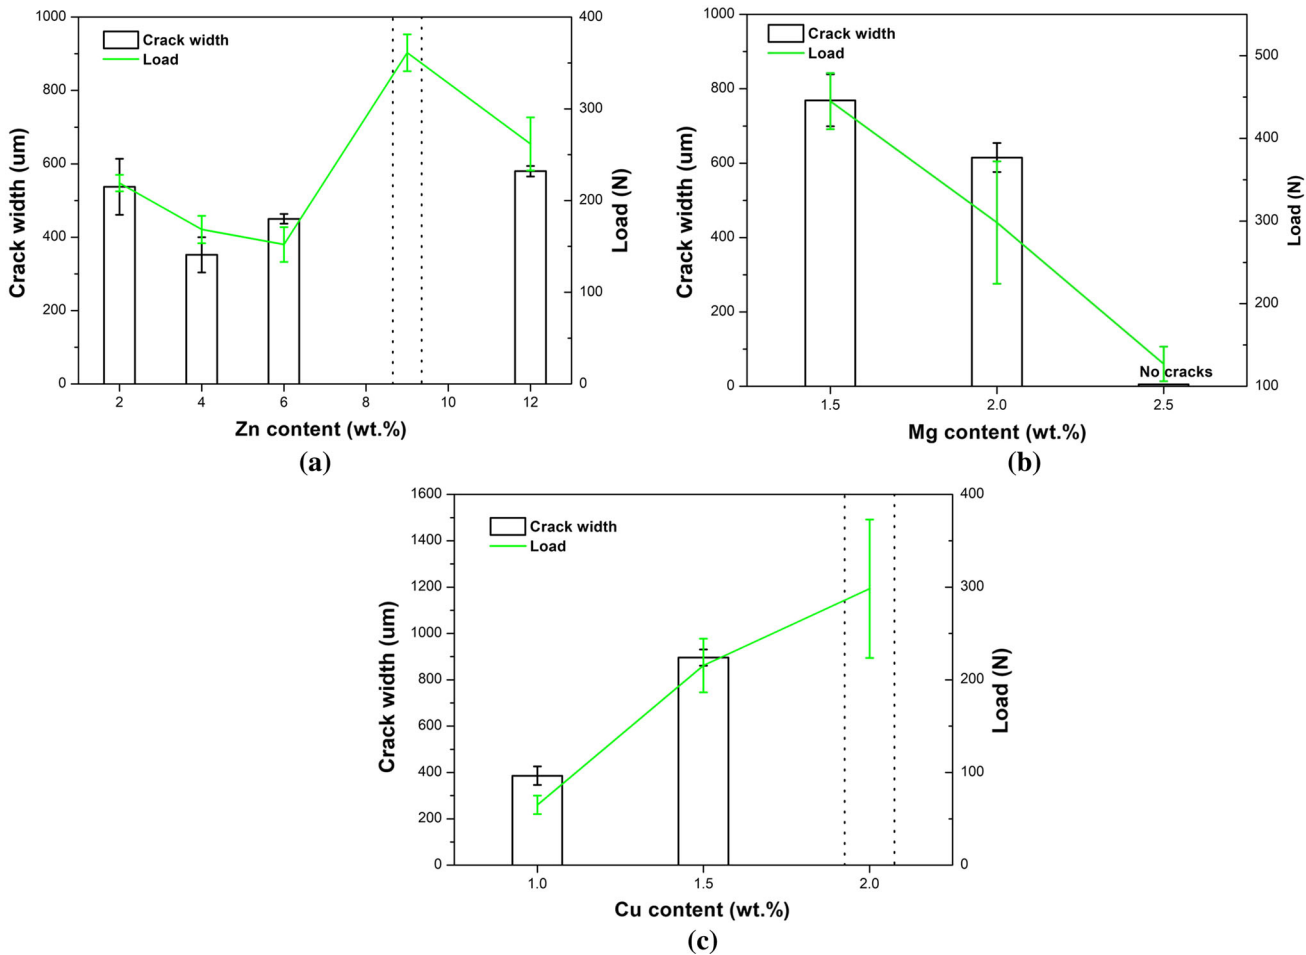 1000
800
600
400
200
0
Crack width (um)
Crack width
Load
400
300
200
100
0
Load (N)
2 4 6 8 10 12
Zn content (wt.%)
(a)
1000
800
600
400
200
0
Crack width (um)
Crack width
Load
No cracks
500
450
400
300
200
100
Load (N)
1.5 2.0 2.5
Mg content (wt.%)
(b)
1600
1400
1200
1000
800
600
400
200
0
Crack width (um)
Crack width
Load
400
300
200
100
0
Load (N)
1.0 1.5 2.0
Cu content (wt.%)
(c)